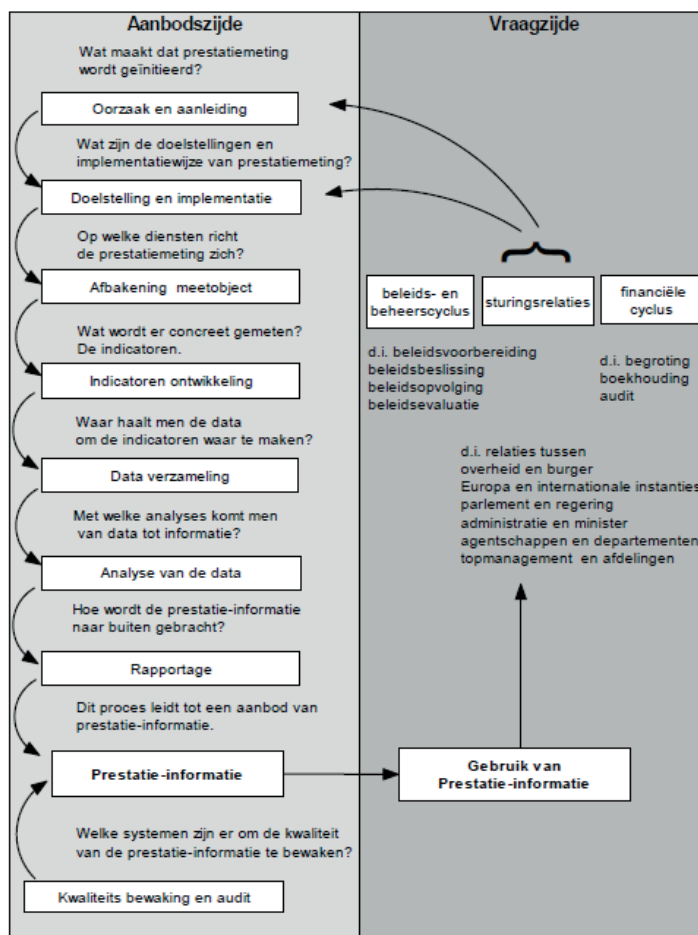 Aanbodszijde
Wat maakt dat prestatiemeting
wordt geïnitieerd?
Oorzaak en aanleiding
Wat zijn de doelstellingen en
implementatiewijze van prestatiemeting?
Doelstelling en implementatie
Op welke diensten richt
de prestatiemeting zich?
Afbakening meetobject
Wat wordt er concreet gemeten?
De indicatoren.
Indicatoren ontwikkeling
Waar haalt men de data
om de indicatoren waar te maken?
Data verzameling
Met welke analyses komt men
van data tot informatie?
Analyse van de data
Hoe wordt de prestatie-informatie
naar buiten gebracht?
Rapportage
Dit proces leidt tot een aanbod van
prestatie-informatie.
Prestatie-informatie
Welke systemen zijn er om de kwaliteit
van de prestatie-informatie te bewaken?
Kwaliteits bewaking en audit
Vraagzijde
beleids- en
beheerscyclus
sturingsrelaties
financiële
cyclus
d.i. beleidsvoorbereiding
beleidsbeslissing
beleidsopvolging
beleidsevaluatie
d.i. begroting
boekhouding
audit
d.i. relaties tussen
overheid en burger
Europa en internationale instanties
parlement en regering
administratie en minister
agentschappen en departementen
topmanagement en afdelingen
Gebruik van
Prestatie-informatie